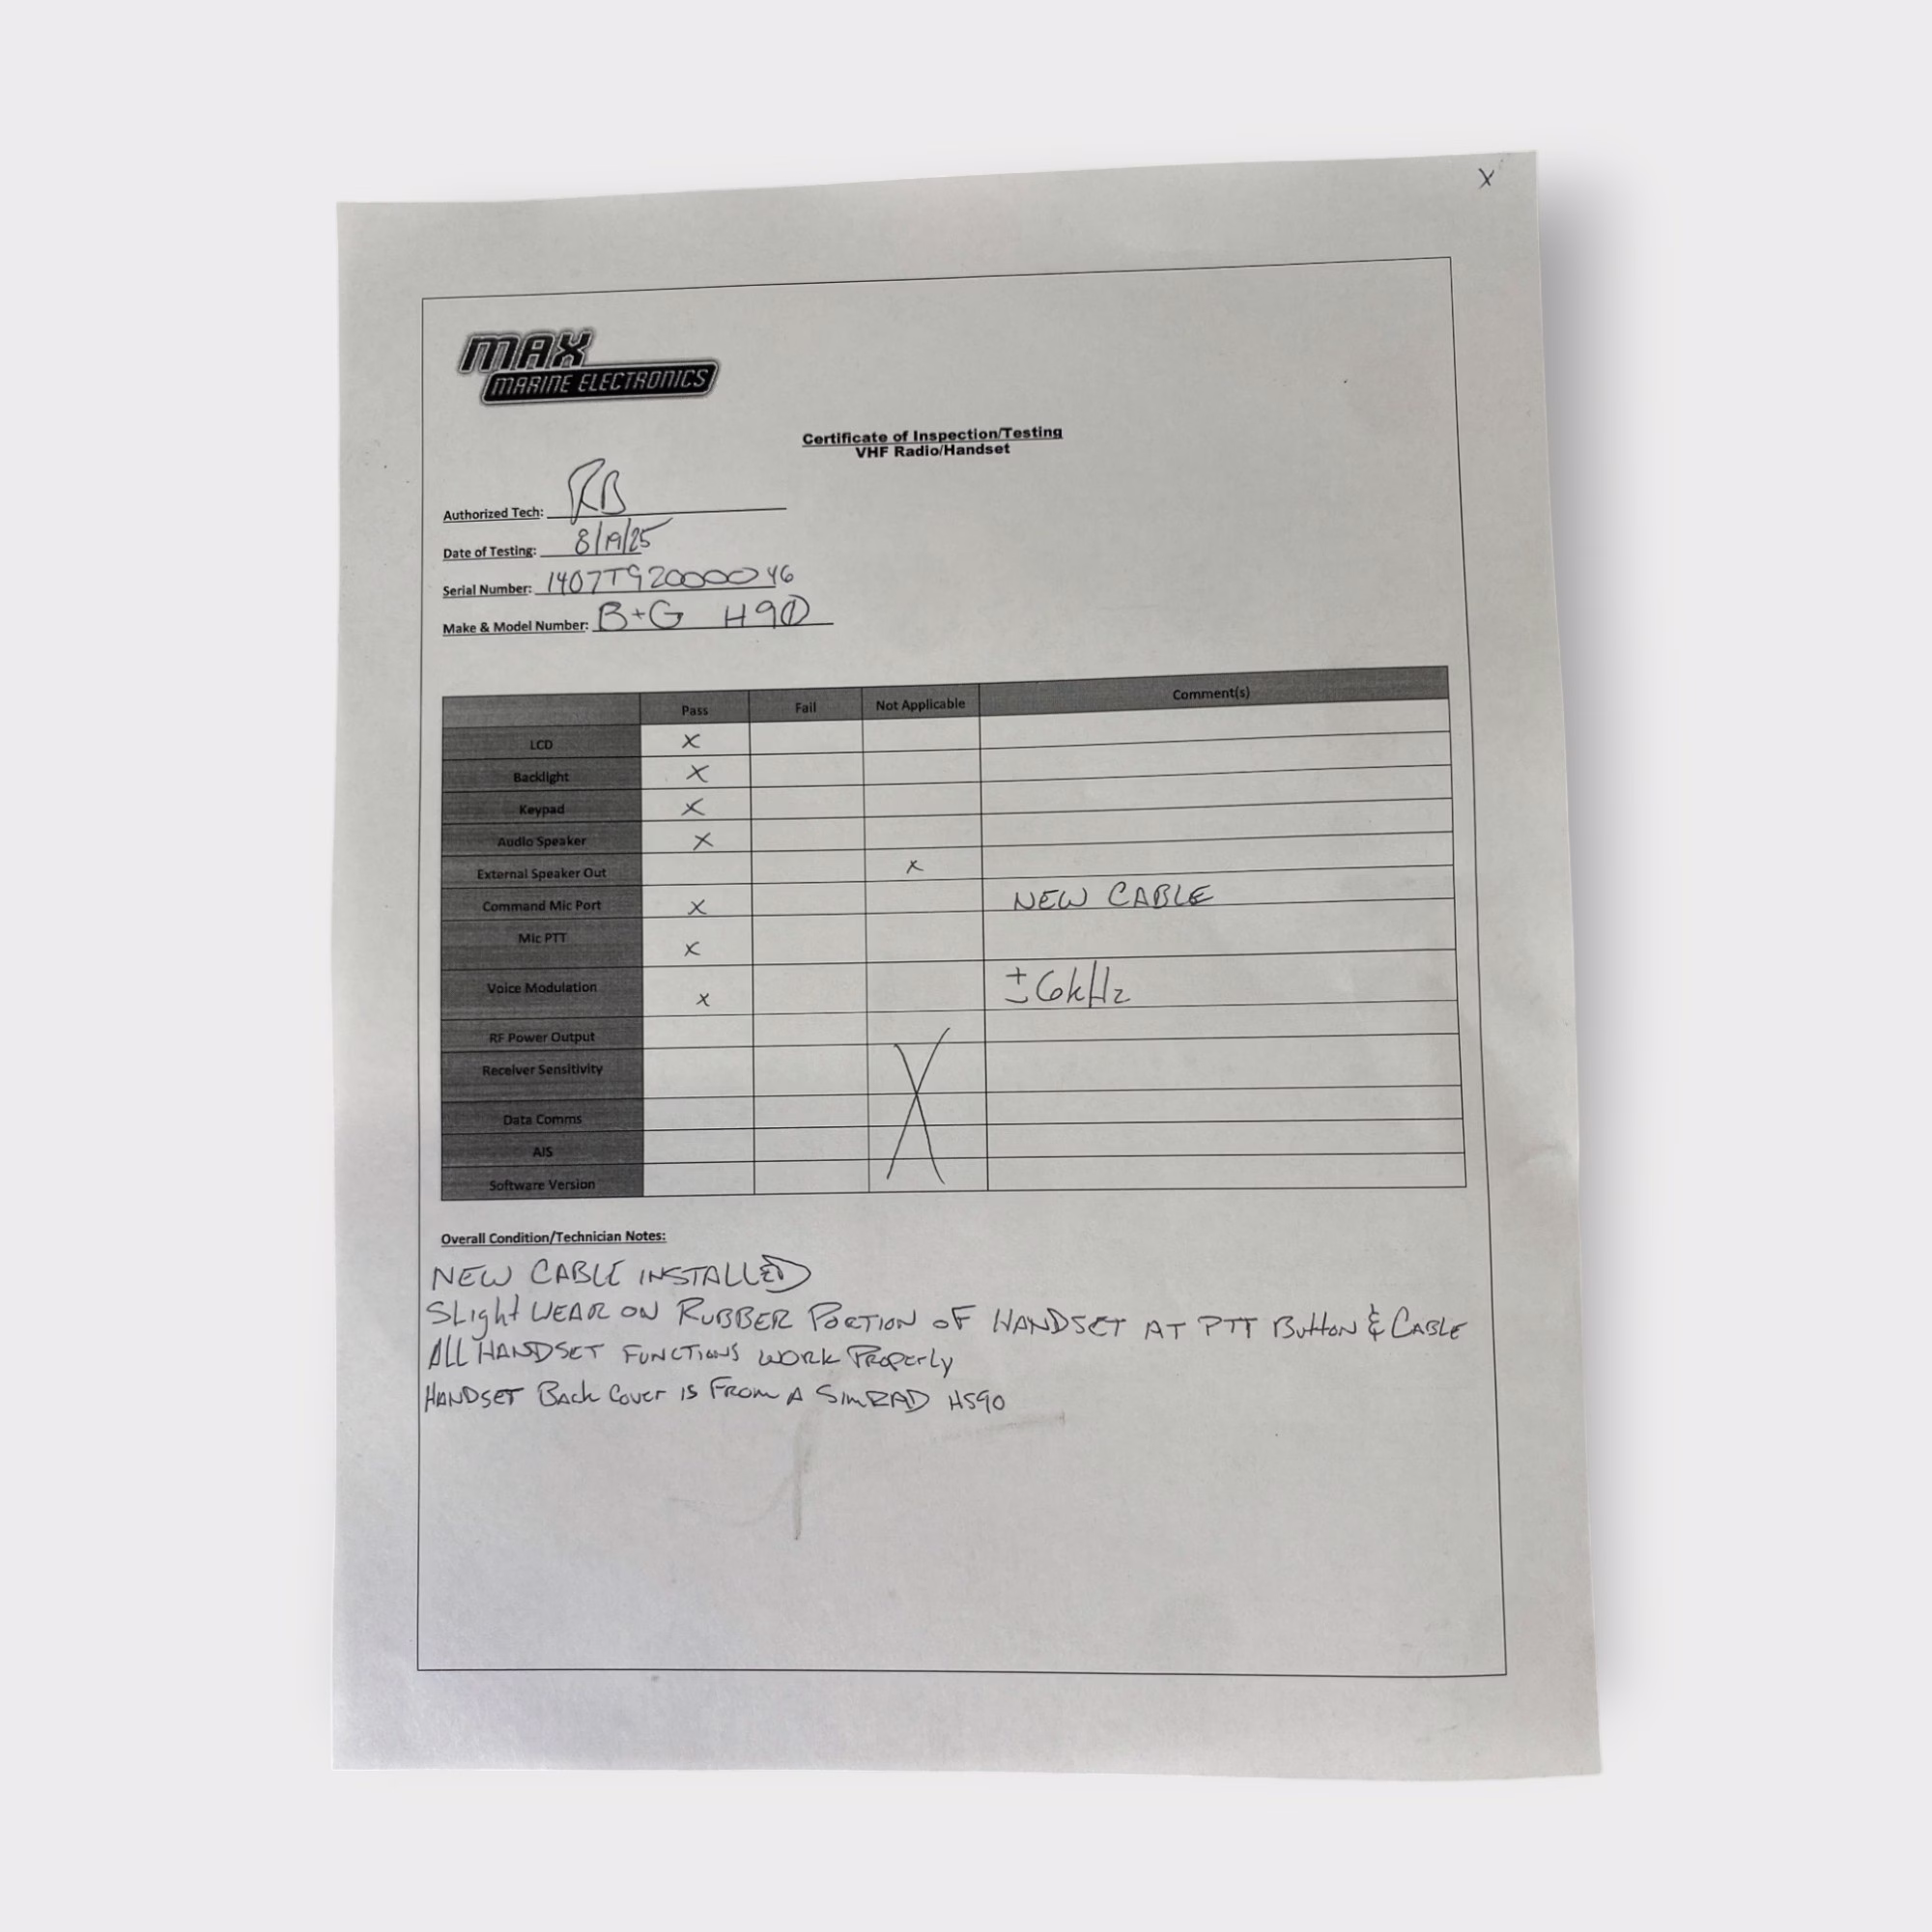 X
MAX
MARINE ELECTRONICS
Certificate of Inspection/Testing
VHF Radio/Handset
Authorized Tech: RB
Date of Testing: 8/19/25
Serial Number: 1407T92000046
Make & Model Number: B+G H90
Pass Fail Not Applicable Comment(s)
LCD X
Backlight X
Keypad X
Audio Speaker X
External Speaker Out X
Command Mic Port X NEW CABLE
Mic PTT X
Voice Modulation X ±6kHz
RF Power Output
Receiver Sensitivity X
Data Comms
AIS
Software Version
Overall Condition/Technician Notes:
NEW CABLE INSTALLED
Slight WEAR ON RUBBER PORTION OF HANDSET AT PTT Button & CABLE
All HANDSET FUNCTIONS WORK Properly
HANDSET Back Cover IS From A SimRAD HS90